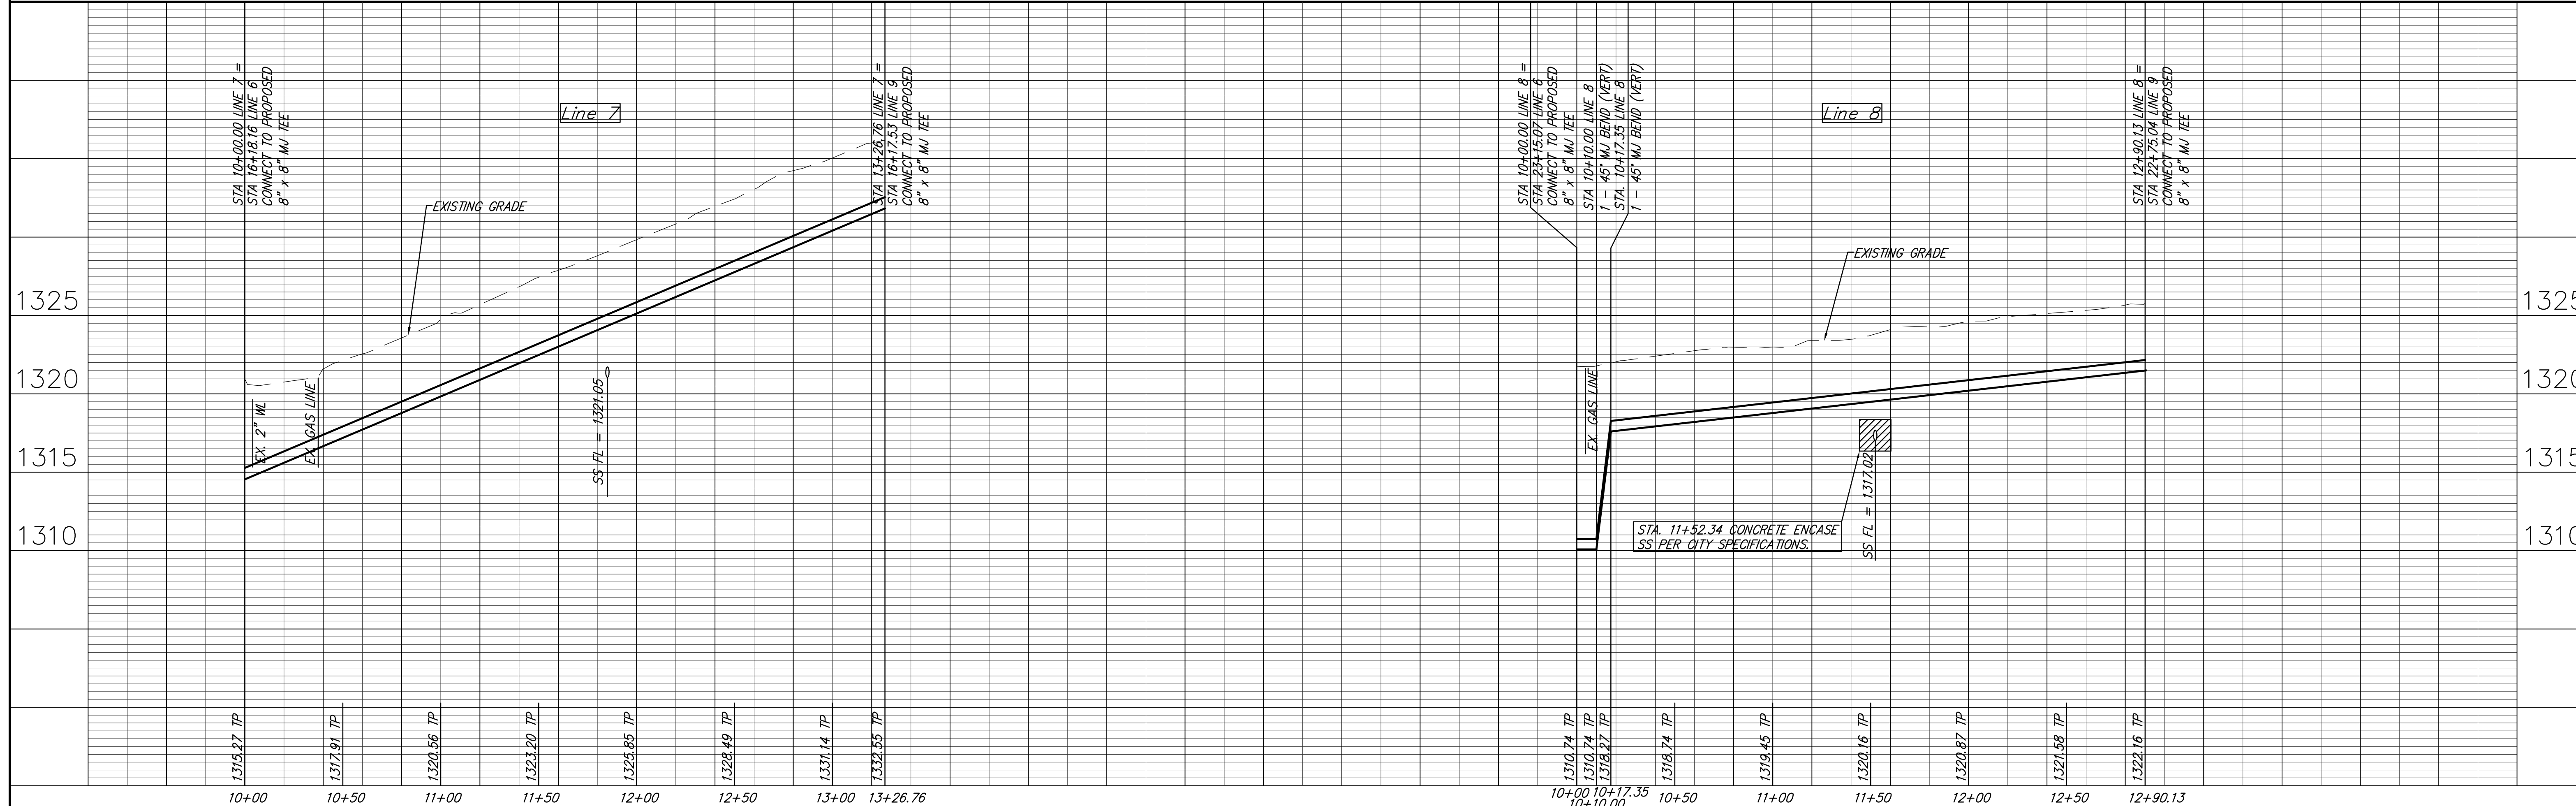 STA 10+00.00 LINE 7 =
STA 16+18.16 LINE 6
CONNECT TO PROPOSED
8" x 8" MJ TEE
Line 7
STA 13+26.76 LINE 7 =
STA 16+17.53 LINE 9
CONNECT TO PROPOSED
8" x 8" MJ TEE
EXISTING GRADE
EX. 2" WL
EX. GAS LINE
SS FL = 1321.05
STA 10+00.00 LINE 8 =
STA 23+15.07 LINE 6
CONNECT TO PROPOSED
8" x 8" MJ TEE
STA 10+10.00 LINE 8
1 - 45° MJ BEND (VERT)
STA. 10+17.35 LINE 8
1 - 45° MJ BEND (VERT)
Line 8
STA 12+90.13 LINE 8 =
STA 22+75.04 LINE 9
CONNECT TO PROPOSED
8" x 8" MJ TEE
EXISTING GRADE
EX. GAS LINE
STA. 11+52.34 CONCRETE ENCASE
SS PER CITY SPECIFICATIONS.
SS FL = 1317.02
1325
1320
1315
1310
1325
1320
1315
1310
1315.27 TP
1317.91 TP
1320.56 TP
1323.20 TP
1325.85 TP
1328.49 TP
1331.14 TP
1332.55 TP
1310.74 TP
1310.74 TP
1318.27 TP
1318.74 TP
1319.45 TP
1320.16 TP
1320.87 TP
1321.58 TP
1322.16 TP
10+00
10+50
11+00
11+50
12+00
12+50
13+00
13+26.76
10+00
10+10.00
10+17.35
10+50
11+00
11+50
12+00
12+50
12+90.13